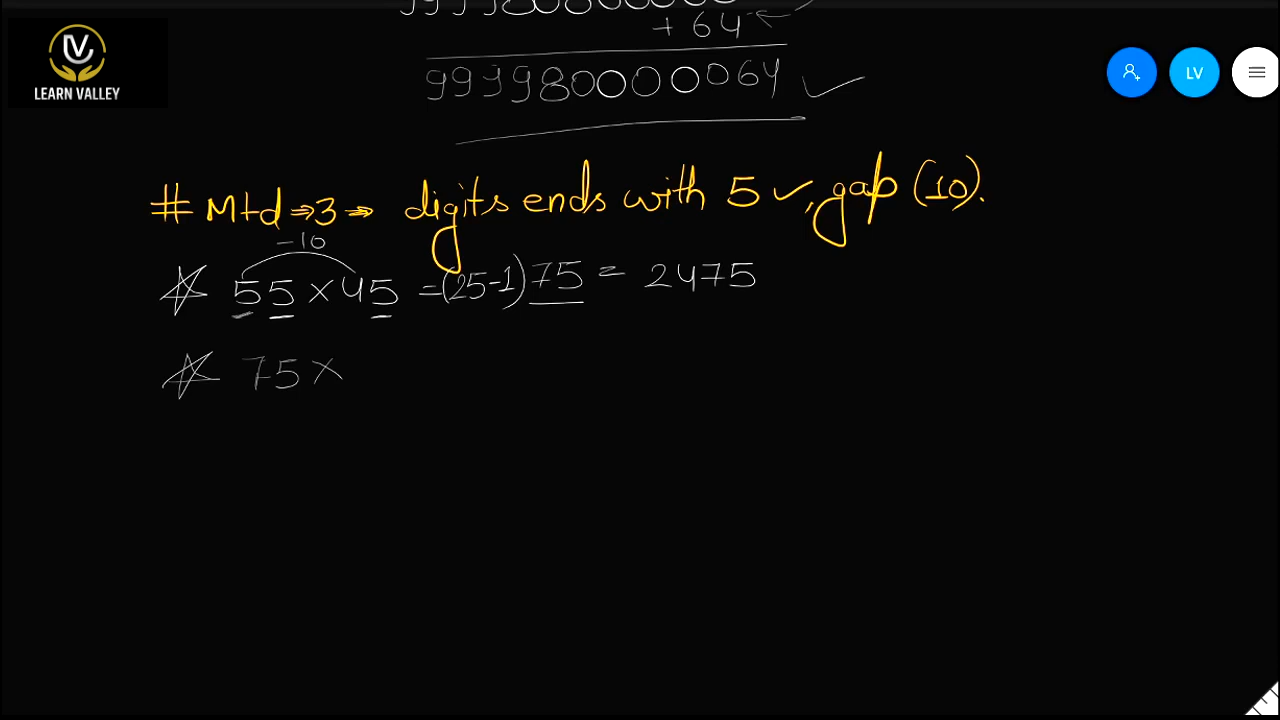 + 64
999980000064
LEARN VALLEY
LV
# Mtd ⇒ 3 → digits ends with 5 ✓, gap (10).
-10
☆ 55 × 45 = (25-1) 75 = 2475
☆ 75 ×